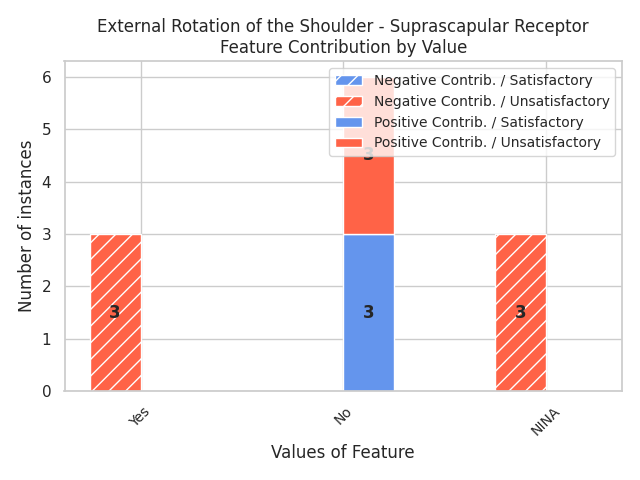 External Rotation of the Shoulder - Suprascapular Receptor
Feature Contribution by Value
Negative Contrib. / Satisfactory
Negative Contrib. / Unsatisfactory
Positive Contrib. / Satisfactory
Positive Contrib. / Unsatisfactory
Number of instances
6
5
4
3
2
1
0
3
3
3
3
Yes
No
NINA
Values of Feature